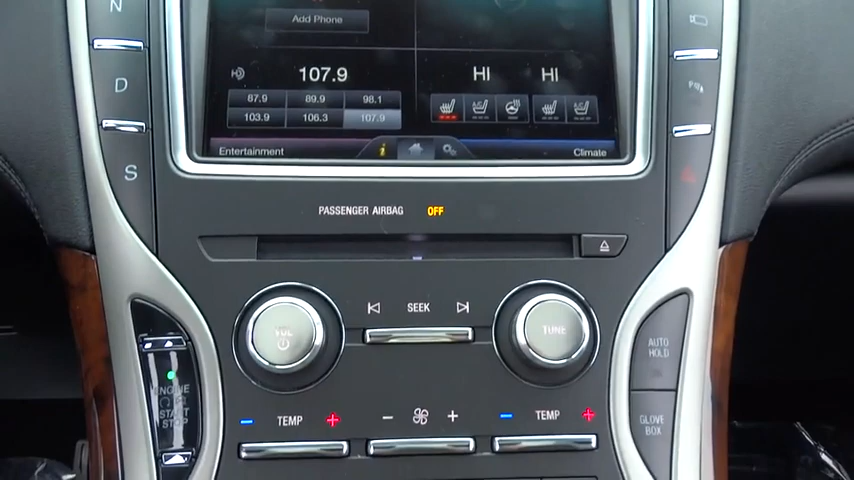 N
Add Phone
107.9
HI HI
D
87.9 89.9 98.1
A/C A/C
103.9 106.3 107.9
Entertainment
i
Climate
S
PASSENGER AIRBAG OFF
SEEK
VOL
TUNE
AUTO
HOLD
ENGINE
START
STOP
TEMP
TEMP
GLOVE
BOX